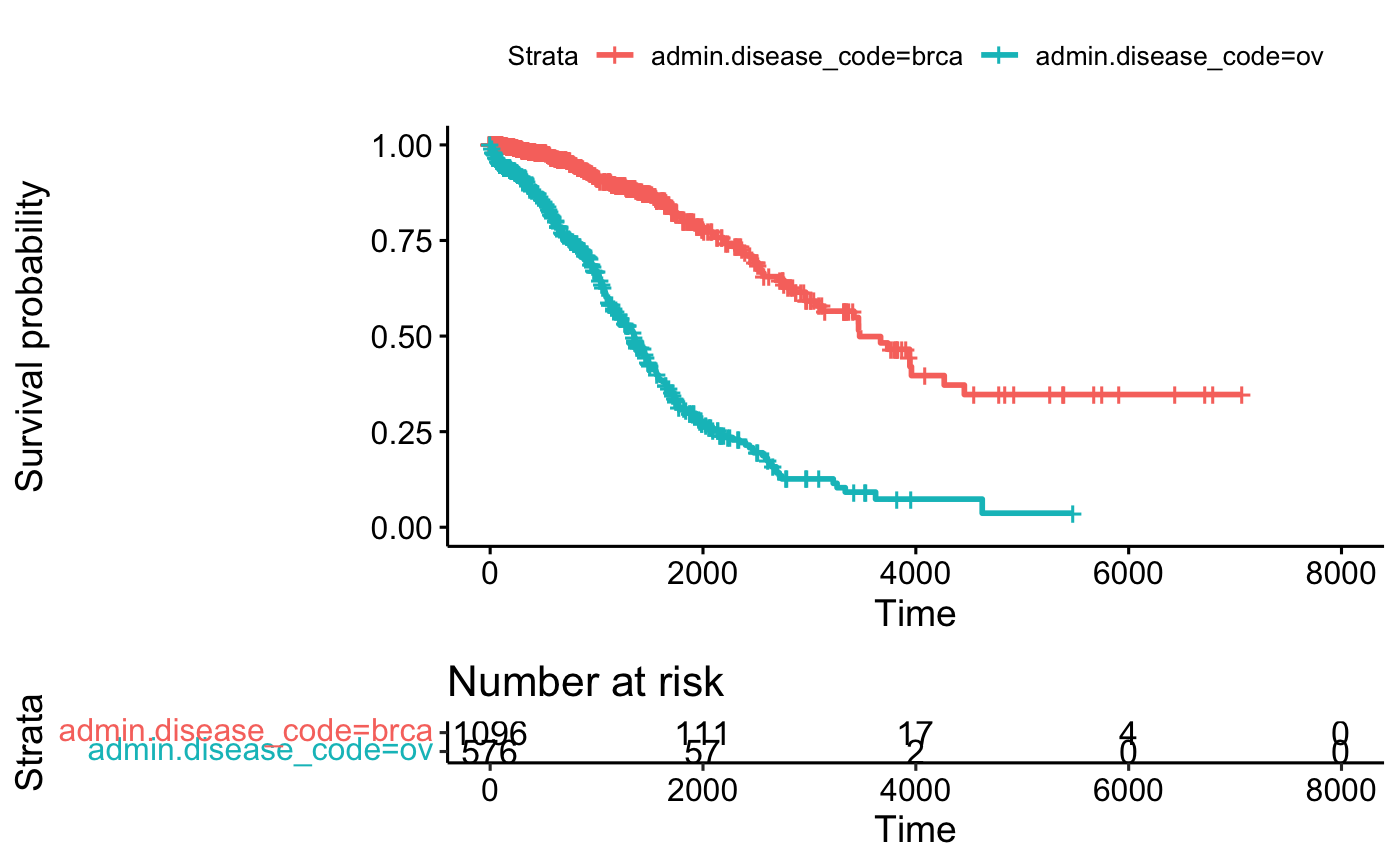 Strata admin.disease_code=brca admin.disease_code=ov
Survival probability
1.00
0.75
0.50
0.25
0.00
0 2000 4000 6000 8000
Time
Number at risk
Strata
admin.disease_code=brca 1096 111 17 4 0
admin.disease_code=ov 576 57 2 0 0
0 2000 4000 6000 8000
Time